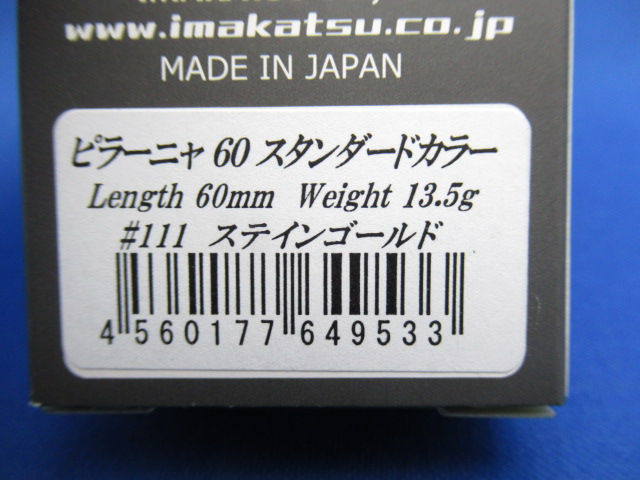 www.imakatsu.co.jp
MADE IN JAPAN
ピラーニャ 60 スタンダードカラー
Length 60mm Weight 13.5g
#111 ステインゴールド
4 560177 649533